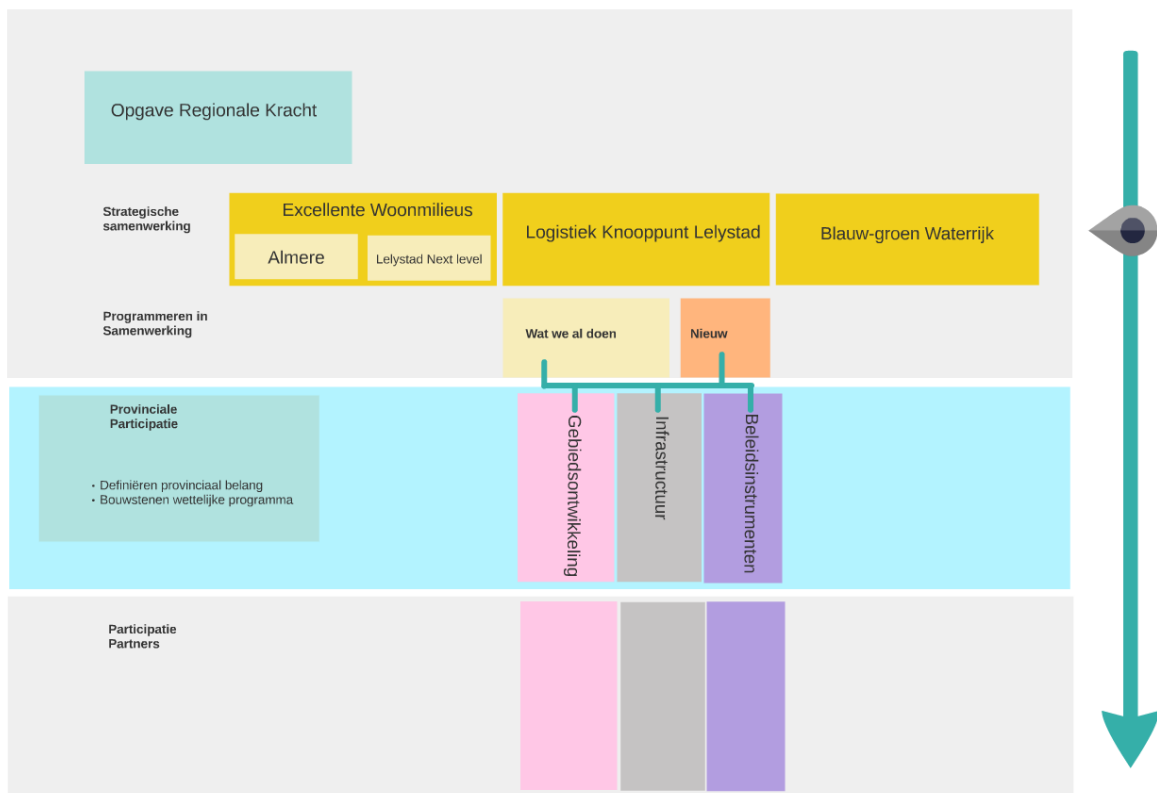 Opgave Regionale Kracht
Strategische
samenwerking
Excellente Woonmilieus
Almere
Lelystad Next level
Logistiek Knooppunt Lelystad
Blauw-groen Waterrijk
Programmeren in
Samenwerking
Wat we al doen
Nieuw
Provinciale
Participatie
• Definiëren provinciaal belang
• Bouwstenen wettelijke programma
Gebiedsontwikkeling
Infrastructuur
Beleidsinstrumenten
Participatie
Partners